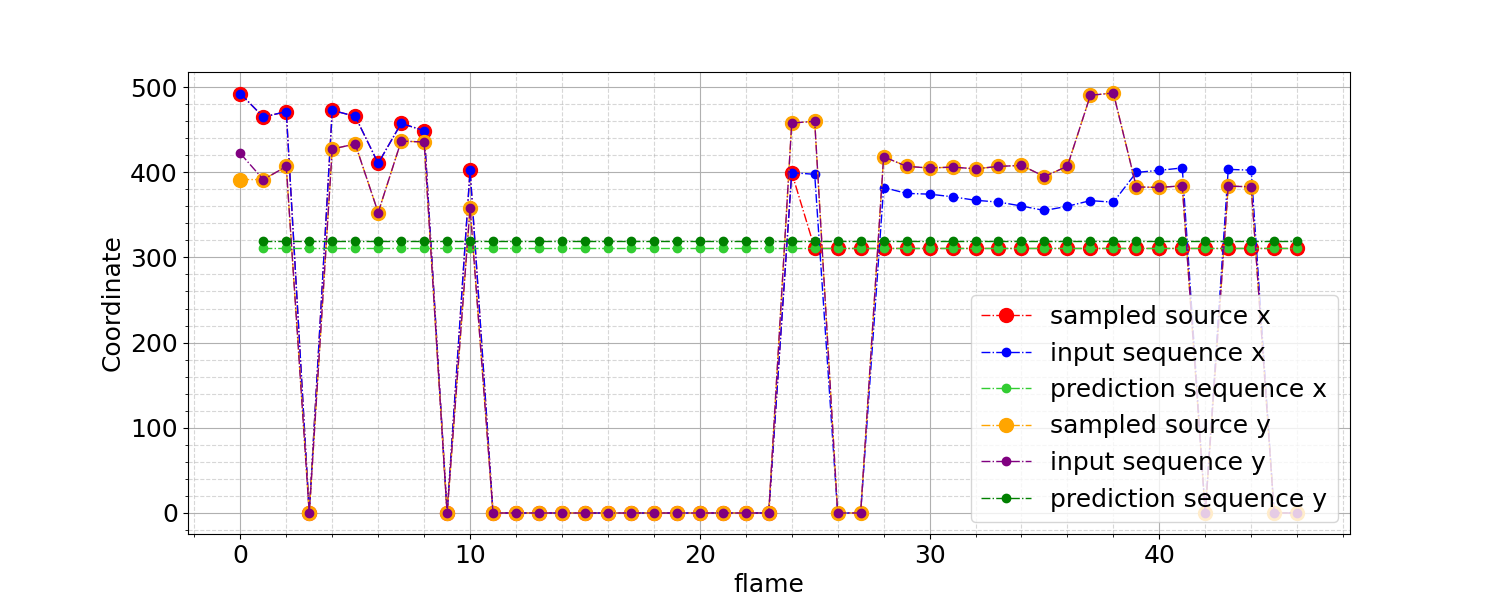 500
400
300
200
100
0
Coordinate
sampled source x
input sequence x
prediction sequence x
sampled source y
input sequence y
prediction sequence y
0 10 20 30 40
flame